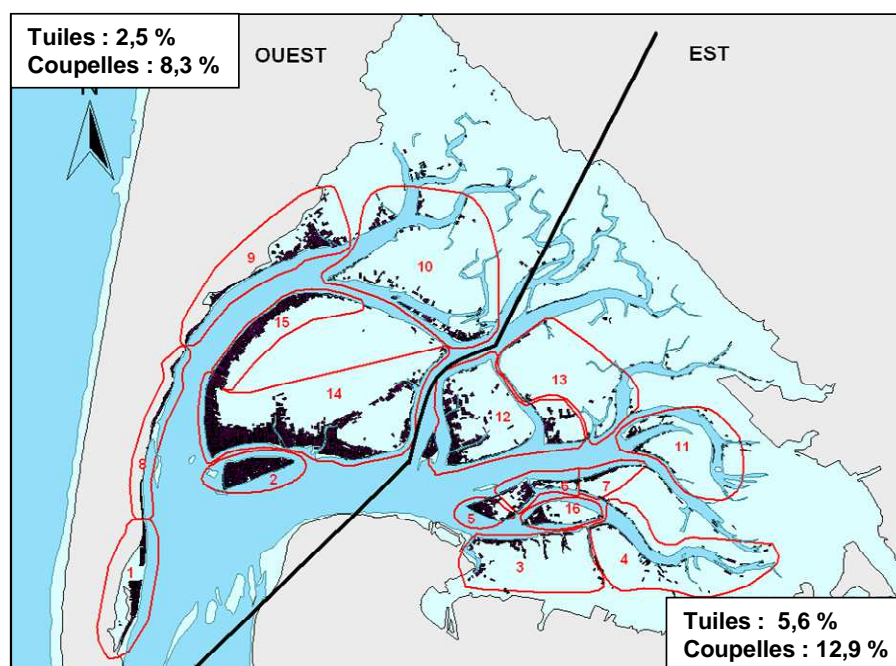 Tuiles : 2,5 %
Coupelles : 8,3 %
OUEST
EST
N
9
10
15
13
14
12
11
8
2
6
7
5
16
1
3
4
Tuiles : 5,6 %
Coupelles : 12,9 %